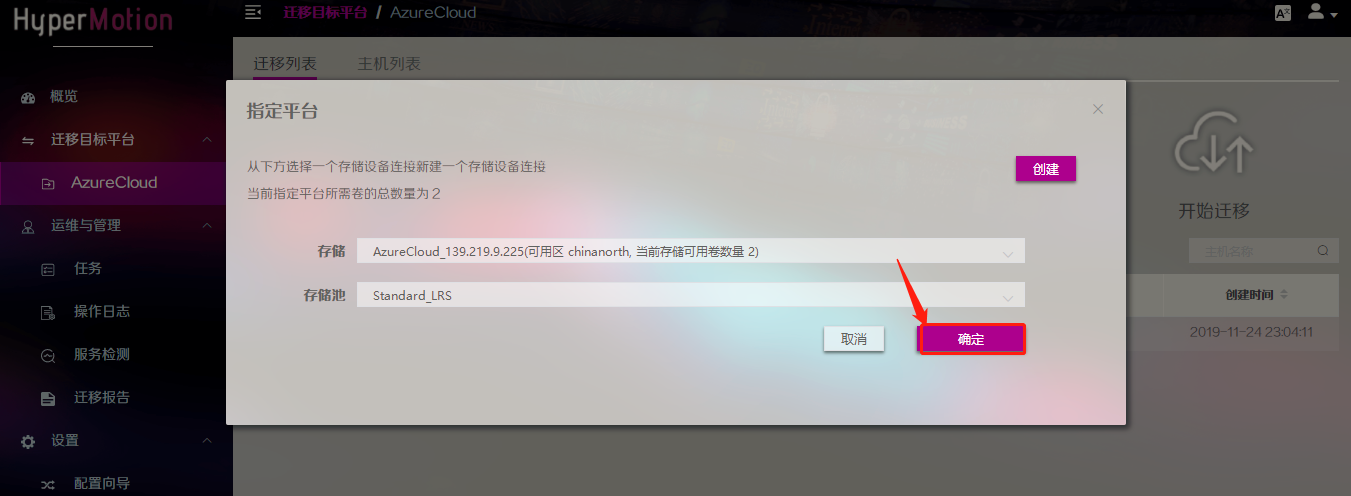 HyperMotion
迁移目标平台 / AzureCloud
迁移列表 主机列表
概览
迁移目标平台
AzureCloud
运维与管理
任务
操作日志
服务检测
迁移报告
设置
配置向导
指定平台
从下方选择一个存储设备连接新建一个存储设备连接
创建
当前指定平台所需卷的总数量为 2
存储 AzureCloud_139.219.9.225(可用区 chinanorth, 当前存储可用卷数量 2)
存储池 Standard_LRS
取消 确定
开始迁移
主机名称
创建时间
2019-11-24 23:04:11